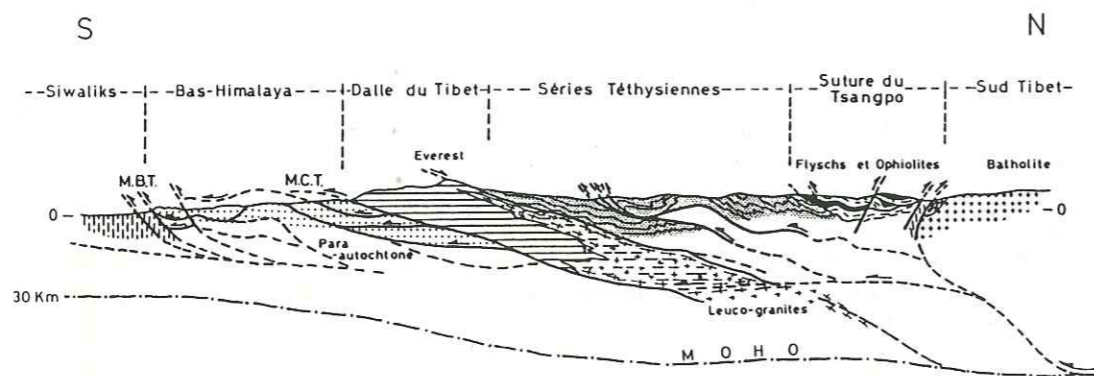 S N
--Siwaliks-- --Bas-Himalaya-- --Dalle du Tibet-- --Séries Téthysiennes-- Suture du Tsangpo --Sud Tibet-
Everest
Flyschs et Ophiolites
Batholite
M.B.T.
M.C.T.
0 –
– 0
Para
-autochtone
30 Km
Leuco-granites
M O H O